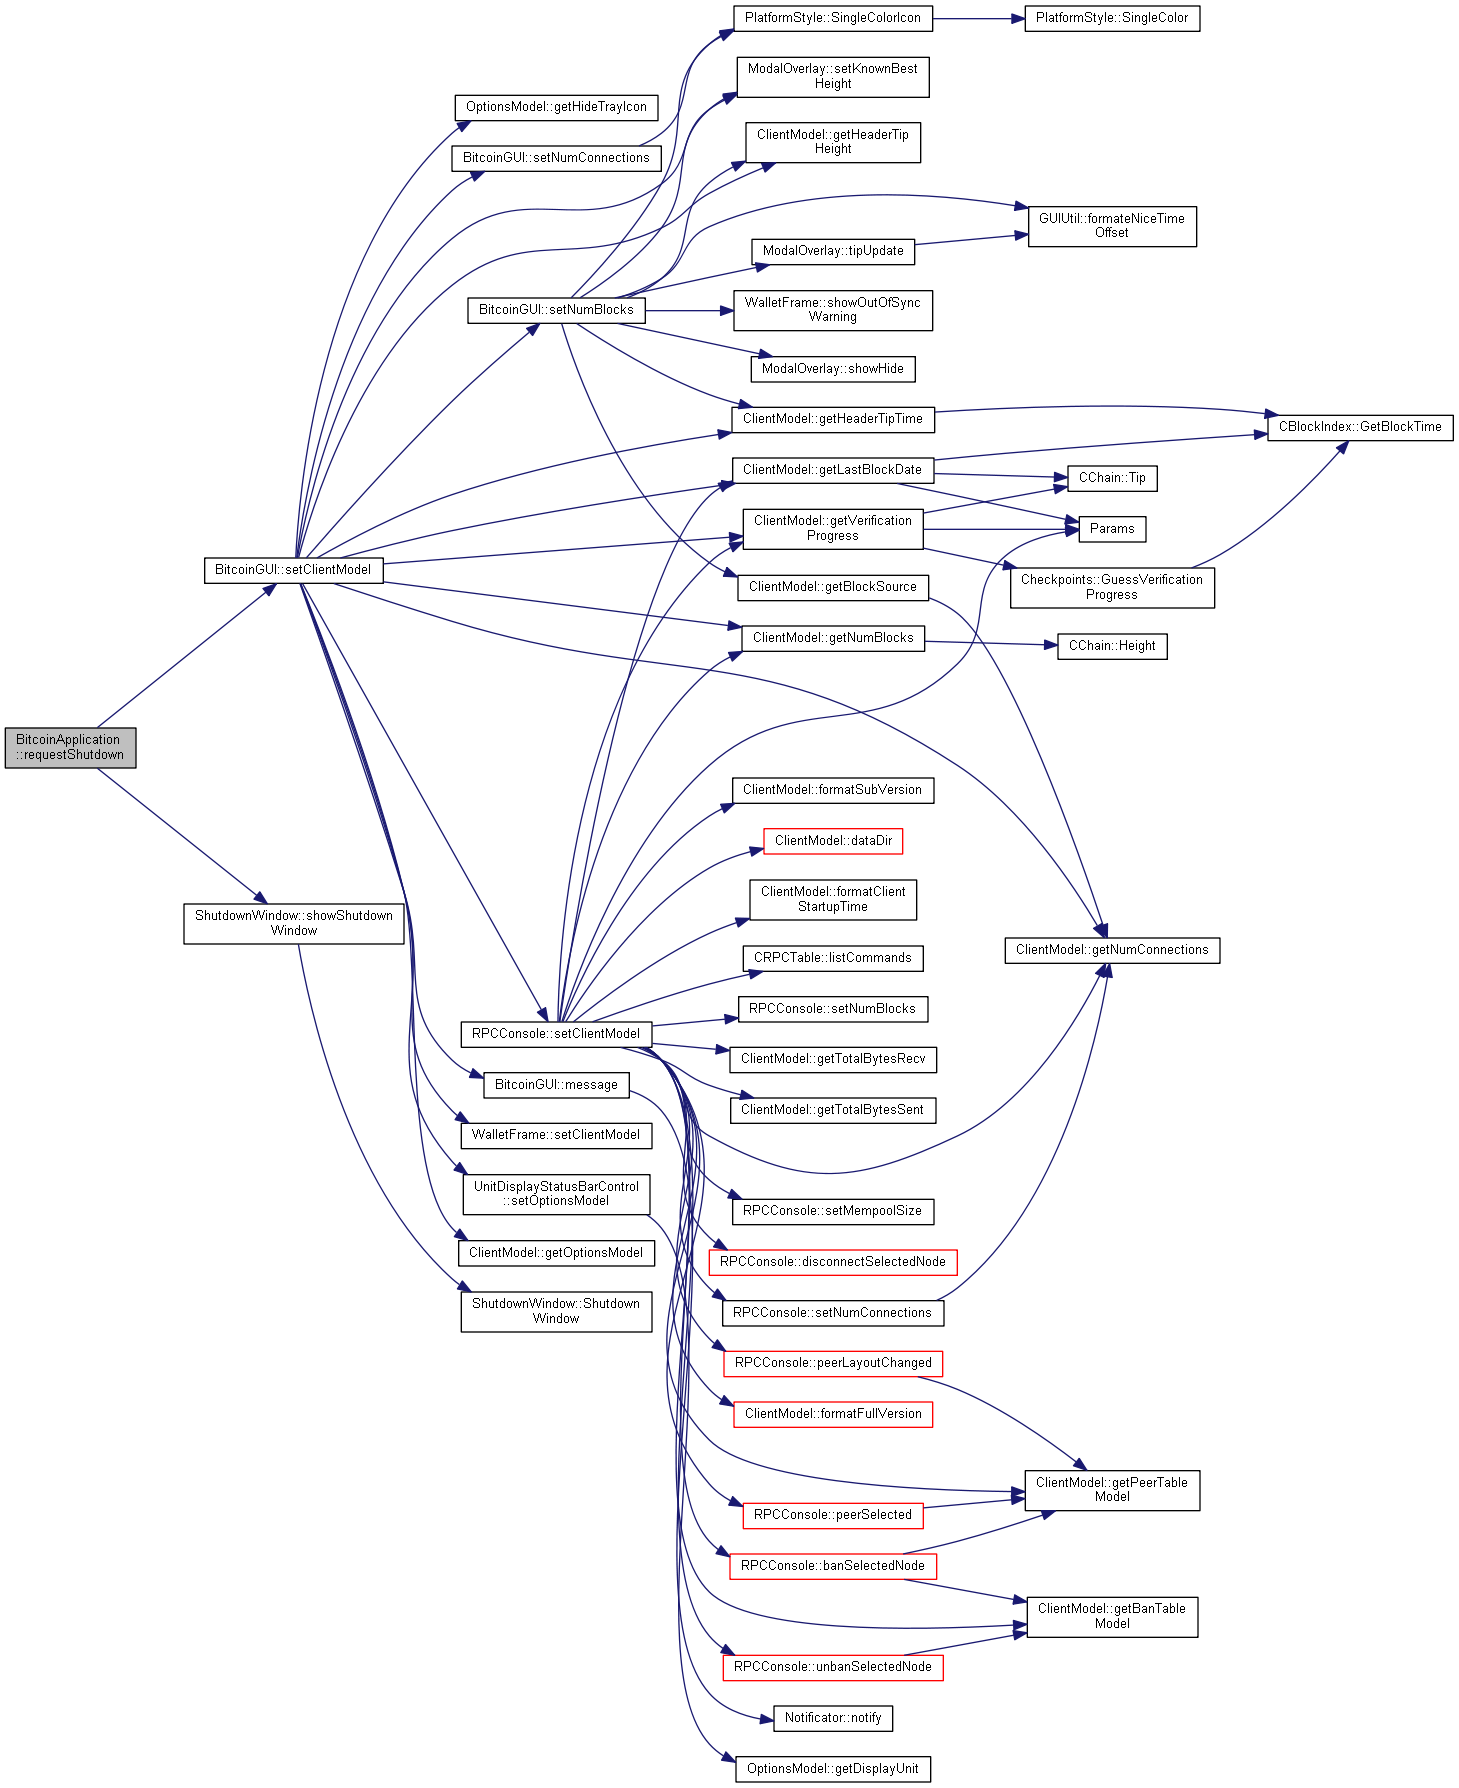 PlatformStyle::SingleColorIcon
PlatformStyle::SingleColor
ModalOverlay::setKnownBest
Height
OptionsModel::getHideTrayIcon
ClientModel::getHeaderTip
Height
BitcoinGUI::setNumConnections
GUIUtil::formateNiceTime
Offset
ModalOverlay::tipUpdate
BitcoinGUI::setNumBlocks
WalletFrame::showOutOfSync
Warning
ModalOverlay::showHide
ClientModel::getHeaderTipTime
CBlockIndex::GetBlockTime
ClientModel::getLastBlockDate
CChain::Tip
ClientModel::getVerification
Progress
Params
BitcoinGUI::setClientModel
ClientModel::getBlockSource
Checkpoints::GuessVerification
Progress
ClientModel::getNumBlocks
CChain::Height
BitcoinApplication
::requestShutdown
ClientModel::formatSubVersion
ClientModel::dataDir
ClientModel::formatClient
StartupTime
ShutdownWindow::showShutdown
Window
CRPCTable::listCommands
ClientModel::getNumConnections
RPCConsole::setNumBlocks
RPCConsole::setClientModel
ClientModel::getTotalBytesRecv
BitcoinGUI::message
ClientModel::getTotalBytesSent
WalletFrame::setClientModel
UnitDisplayStatusBarControl
::setOptionsModel
RPCConsole::setMempoolSize
ClientModel::getOptionsModel
RPCConsole::disconnectSelectedNode
ShutdownWindow::Shutdown
Window
RPCConsole::setNumConnections
RPCConsole::peerLayoutChanged
ClientModel::formatFullVersion
ClientModel::getPeerTable
Model
RPCConsole::peerSelected
RPCConsole::banSelectedNode
ClientModel::getBanTable
Model
RPCConsole::unbanSelectedNode
Notificator::notify
OptionsModel::getDisplayUnit